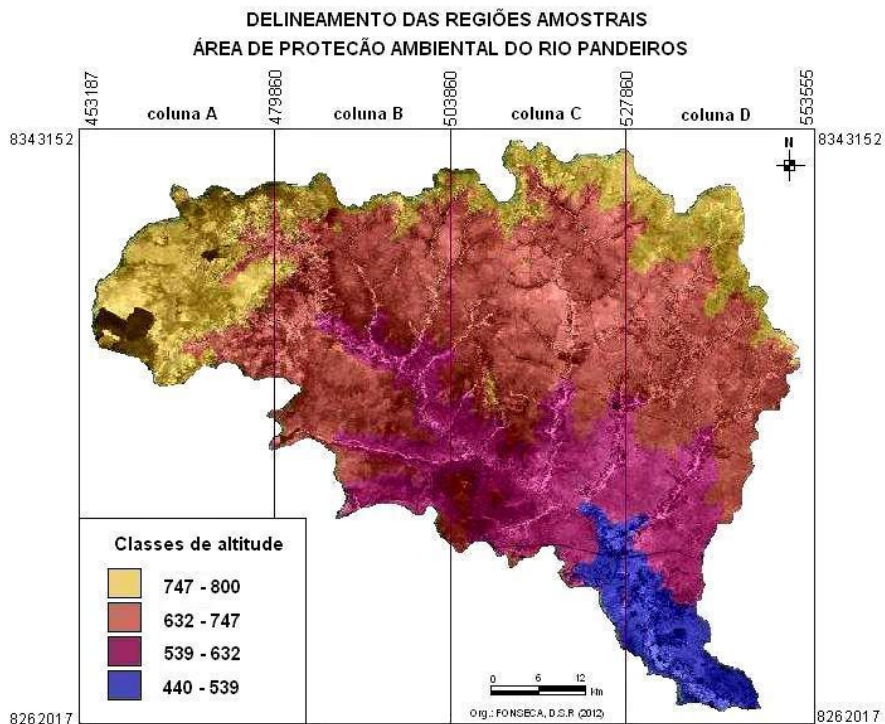 DELINEAMENTO DAS REGIÕES AMOSTRAIS
ÁREA DE PROTECÃO AMBIENTAL DO RIO PANDEIROS
453187
479860
503860
527860
553555
coluna A
coluna B
coluna C
coluna D
8343152
8343152
N
Classes de altitude
747 - 800
632 - 747
539 - 632
440 - 539
0 6 12
Km
Org.: FONSECA, D.S.R (2012)
8262017
8262017